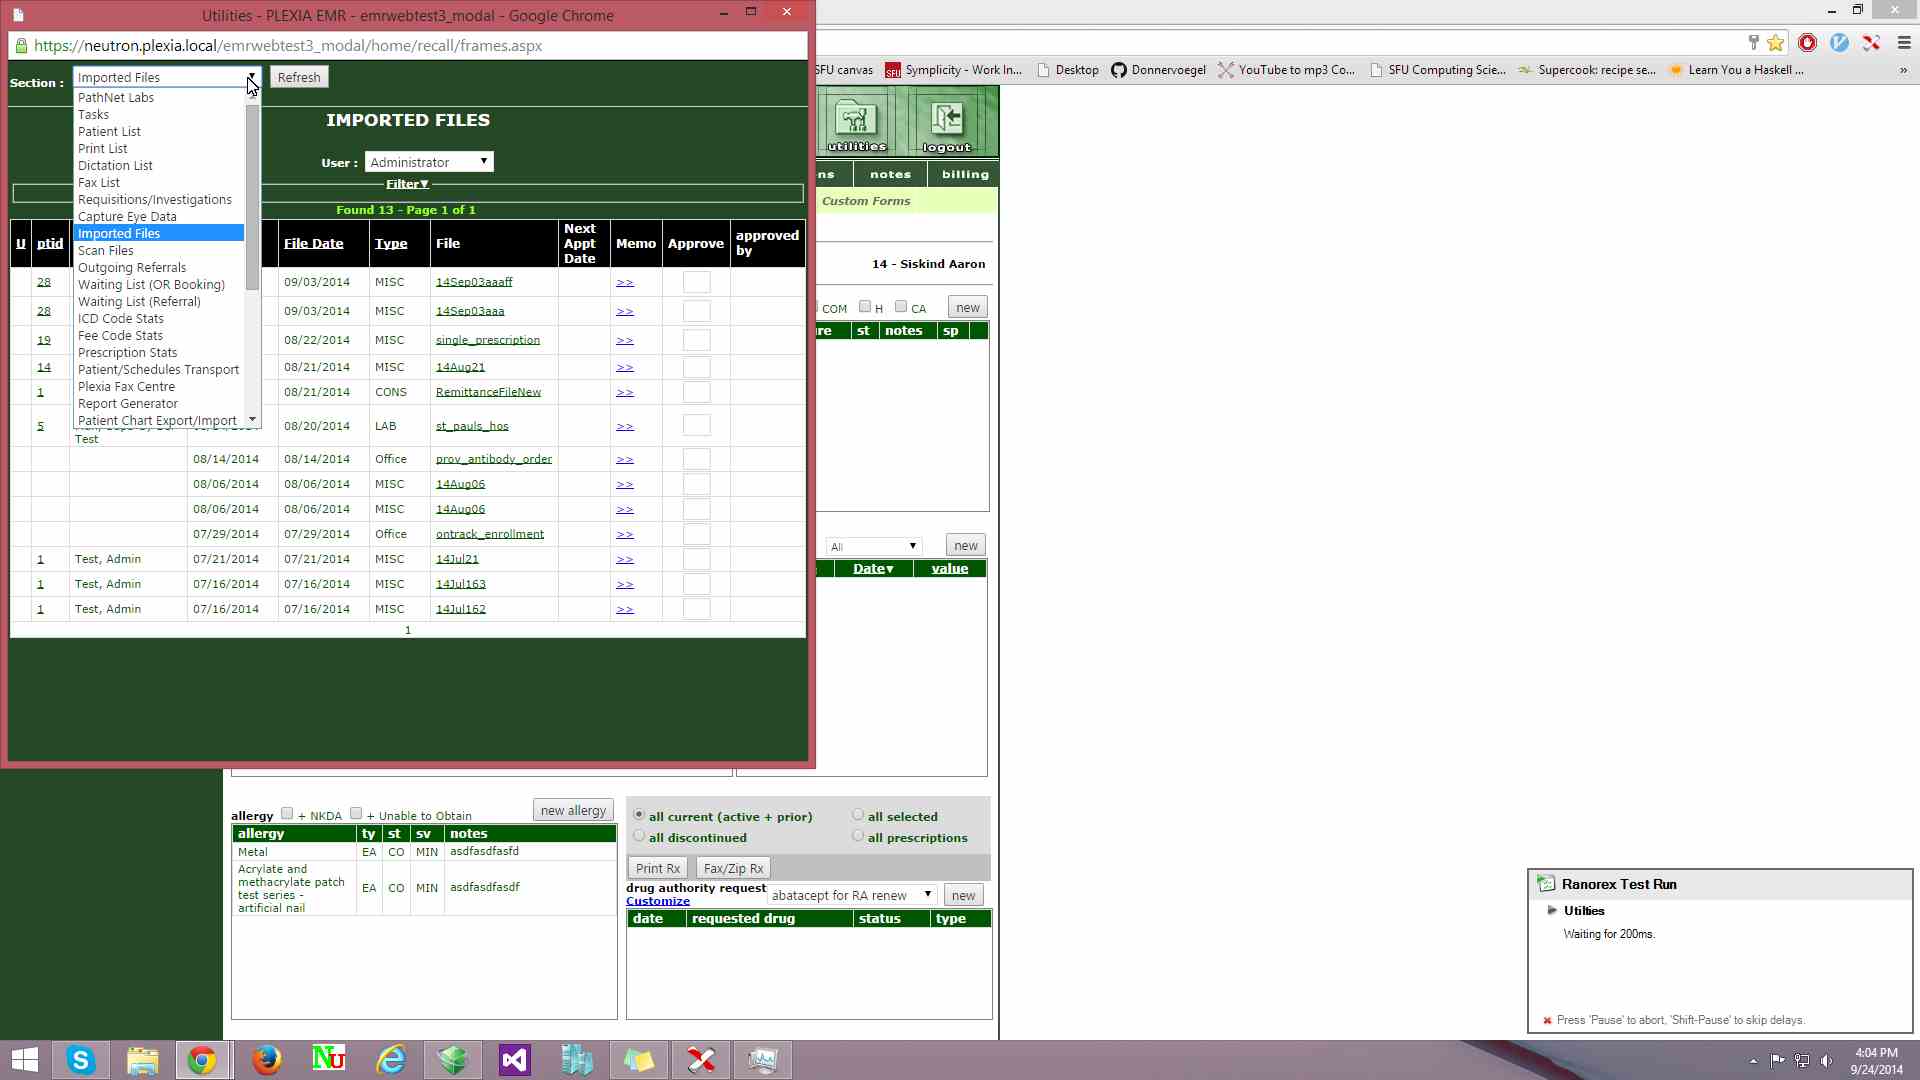 Utilities - PLEXIA EMR - emrwebtest3_modal - Google Chrome
https://neutron.plexia.local/emrwebtest3_modal/home/recall/frames.aspx
SFU canvas
Symplicity - Work In...
Desktop
Donnervoegel
YouTube to mp3 Co...
SFU Computing Scie...
Supercook: recipe se...
Learn You a Haskell ...
»
Section :
Imported Files
Refresh
PathNet Labs
Tasks
Patient List
Print List
Dictation List
Fax List
Requisitions/Investigations
Capture Eye Data
Imported Files
Scan Files
Outgoing Referrals
Waiting List (OR Booking)
Waiting List (Referral)
ICD Code Stats
Fee Code Stats
Prescription Stats
Patient/Schedules Transport
Plexia Fax Centre
Report Generator
Patient Chart Export/Import
IMPORTED FILES
User : Administrator
Filter▼
Found 13 - Page 1 of 1
U ptid File Date Type File Next Appt Date Memo Approve approved by
28 09/03/2014 MISC 14Sep03aaaff >>
28 09/03/2014 MISC 14Sep03aaa >>
19 08/22/2014 MISC single_prescription >>
14 08/21/2014 MISC 14Aug21 >>
1 08/21/2014 CONS RemittanceFileNew >>
5 Test 08/20/2014 LAB st_pauls_hos >>
08/14/2014 08/14/2014 Office prov_antibody_order >>
08/06/2014 08/06/2014 MISC 14Aug06 >>
08/06/2014 08/06/2014 MISC 14Aug06 >>
07/29/2014 07/29/2014 Office ontrack_enrollment >>
1 Test, Admin 07/21/2014 07/21/2014 MISC 14Jul21 >>
1 Test, Admin 07/16/2014 07/16/2014 MISC 14Jul163 >>
1 Test, Admin 07/16/2014 07/16/2014 MISC 14Jul162 >>
1
utilities
logout
ns notes billing
Custom Forms
14 - Siskind Aaron
COM H CA new
re st notes sp
All new
Date▼ value
allergy + NKDA + Unable to Obtain new allergy
allergy ty st sv notes
Metal EA CO MIN asdfasdfasfd
Acrylate and methacrylate patch test series - artificial nail EA CO MIN asdfasdfasdf
all current (active + prior)
all selected
all discontinued
all prescriptions
Print Rx
Fax/Zip Rx
drug authority request abatacept for RA renew new
Customize
date requested drug status type
Ranorex Test Run
Utilties
Waiting for 200ms.
Press 'Pause' to abort, 'Shift-Pause' to skip delays.
4:04 PM
9/24/2014